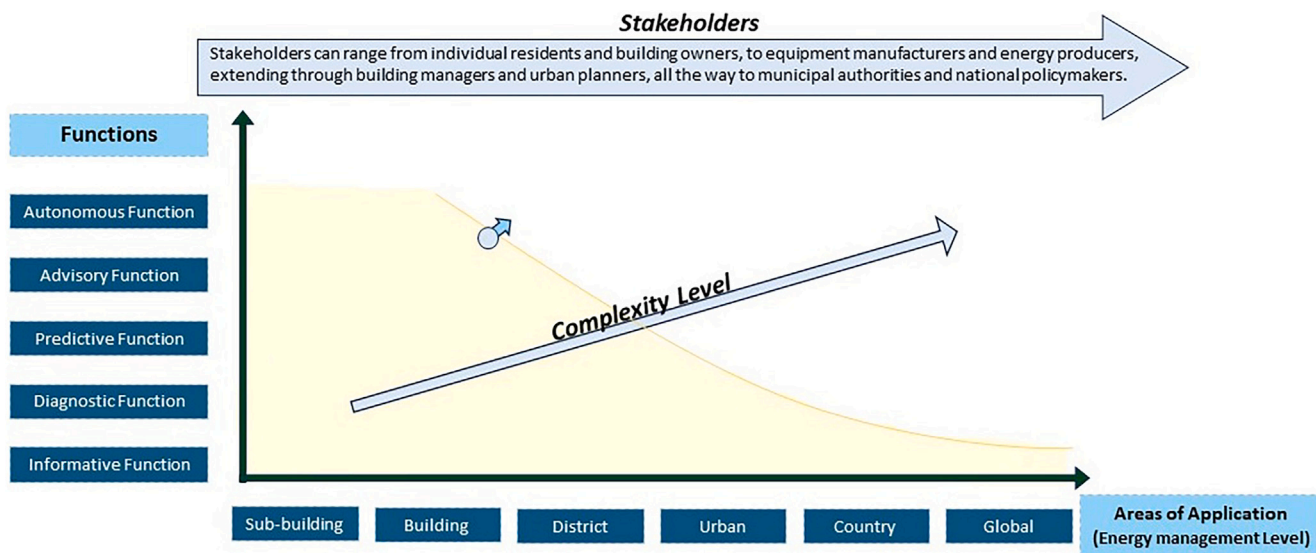 Stakeholders
Stakeholders can range from individual residents and building owners, to equipment manufacturers and energy producers,
extending through building managers and urban planners, all the way to municipal authorities and national policymakers.
Functions
Autonomous Function
Advisory Function
Predictive Function
Diagnostic Function
Informative Function
Complexity Level
Sub-building
Building
District
Urban
Country
Global
Areas of Application
(Energy management Level)